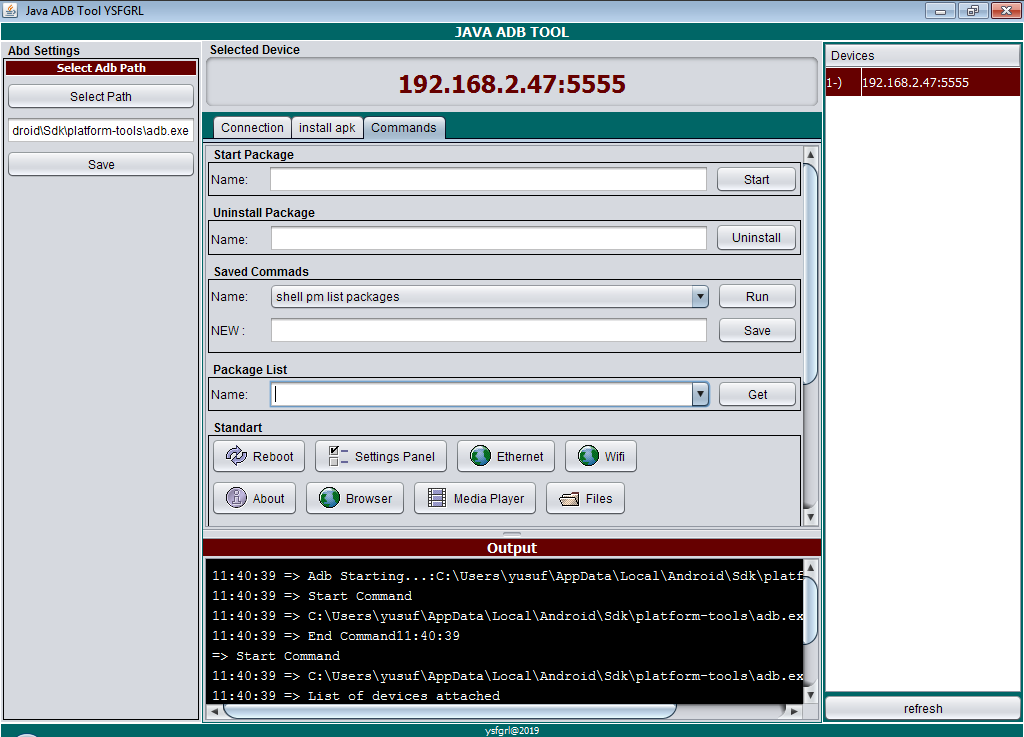 Java ADB Tool YSFGRL
JAVA ADB TOOL
Abd Settings
Select Adb Path
Select Path
droid\Sdk\platform-tools\adb.exe
Save
Selected Device
192.168.2.47:5555
Connection install apk Commands
Start Package
Name: Start
Uninstall Package
Name: Uninstall
Saved Commads
Name: shell pm list packages Run
NEW : Save
Package List
Name: Get
Standart
Reboot Settings Panel Ethernet Wifi
About Browser Media Player Files
Output
11:40:39 => Adb Starting...:C:\Users\yusuf\AppData\Local\Android\Sdk\platf
11:40:39 => Start Command
11:40:39 => C:\Users\yusuf\AppData\Local\Android\Sdk\platform-tools\adb.ex
11:40:39 => End Command11:40:39
=> Start Command
11:40:39 => C:\Users\yusuf\AppData\Local\Android\Sdk\platform-tools\adb.ex
11:40:39 => List of devices attached
Devices
1-) 192.168.2.47:5555
refresh
ysfgrl@2019